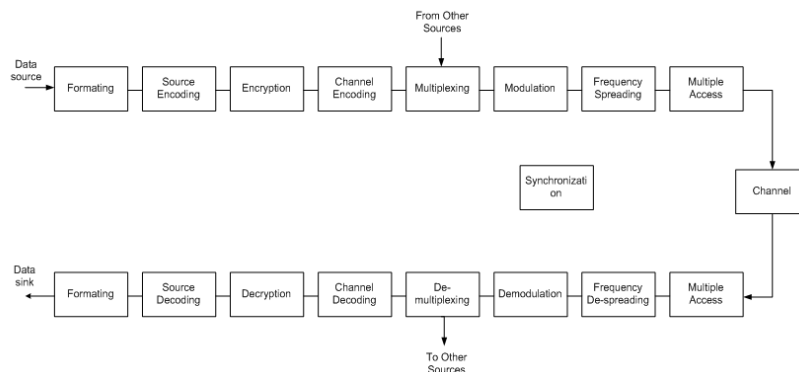 From Other
Sources
Data
source
Formating
Source
Encoding
Encryption
Channel
Encoding
Multiplexing
Modulation
Frequency
Spreading
Multiple
Access
Synchronizati
on
Channel
Data
sink
Formating
Source
Decoding
Decryption
Channel
Decoding
De-
multiplexing
Demodulation
Frequency
De-spreading
Multiple
Access
To Other
Sources